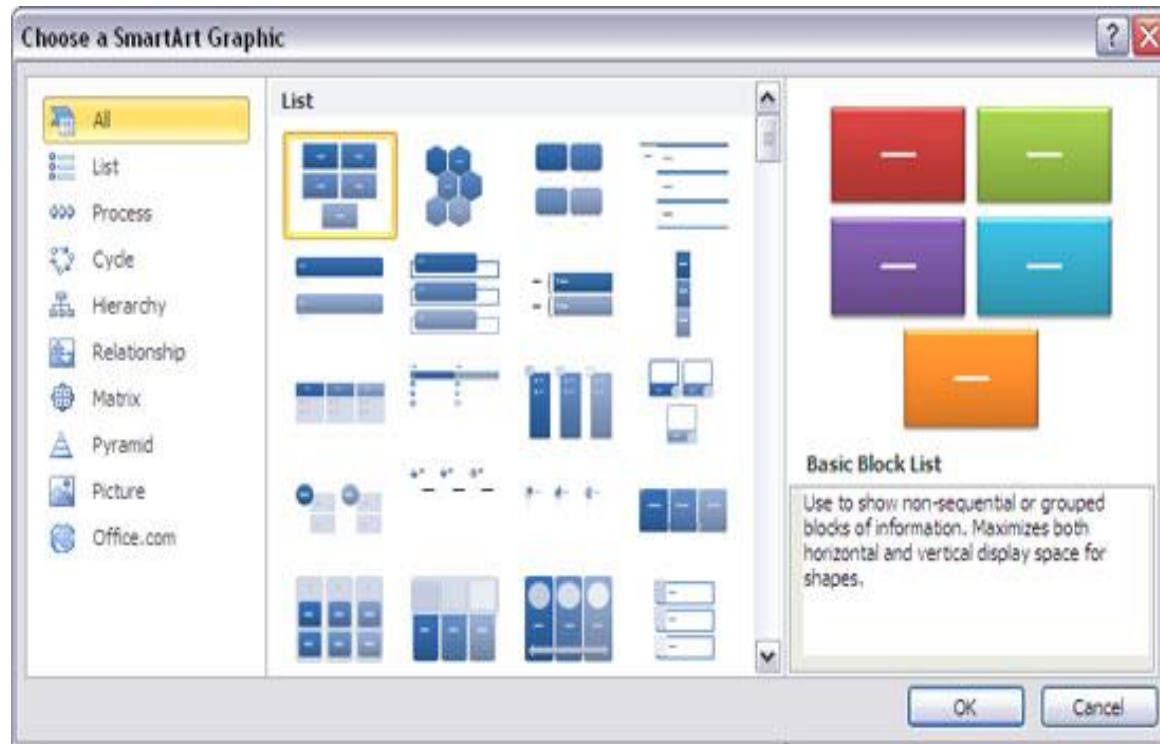 Choose a SmartArt Graphic
All
List
Process
Cycle
Hierarchy
Relationship
Matrix
Pyramid
Picture
Office.com
List
Basic Block List
Use to show non-sequential or grouped
blocks of information. Maximizes both
horizontal and vertical display space for
shapes.
OK
Cancel